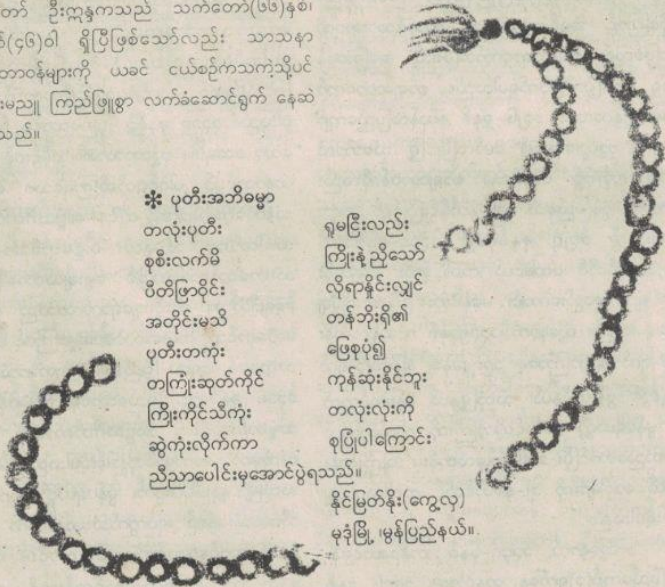 တော် ဦးဣန္ဒကသည် သက်တော်(၆၆)နှစ်၊
(၄၆)ဝါ ရှိပြီဖြစ်သော်လည်း သာသနာ
တာဝန်များကို ယခင် ငယ်စဉ်ကသကဲ့သို့ပင်
မညူ ကြည်ဖြူစွာ လက်ခံဆောင်ရွက် နေဆဲ
သည်။
* ပုတီးအဘိဓမ္မာ
တလုံးပုတီး ရှုမငြီးလည်း
စုစီးလက်မိ ကြိုးနဲ့ညှိသော်
ပီတိဖြာဝိုင်း လိုရာနှိုင်းလျှင်
အတိုင်းမသိ တန်ဘိုးရှိ၏
ပုတီးတကုံး ဖြေစုပုံ၍
တကြုံးဆုတ်ကိုင် ကုန်ဆုံးနိုင်ဘူး
ကြိုးကိုင်သီကုံး တလုံးလုံးကို
ဆွဲကုံးလိုက်ကာ စုပြုံပါကြောင်း
ညီညာပေါင်းမှအောင်ပွဲရသည်။
နိုင်မြတ်နိုး(ကွေ့လှ)
မုဒုံမြို့၊ မွန်ပြည်နယ်။